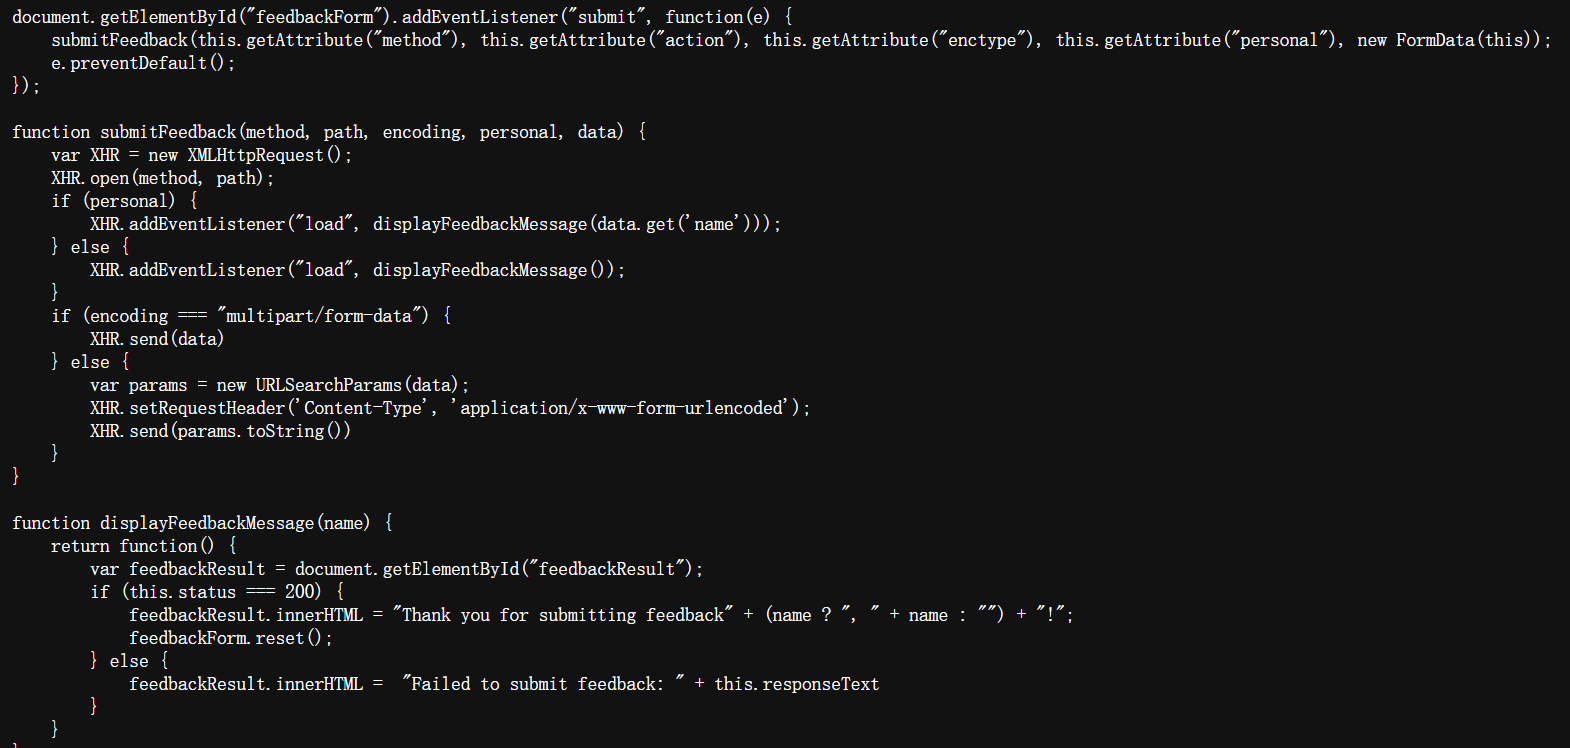 document.getElementById("feedbackForm").addEventListener("submit", function(e) {
    submitFeedback(this.getAttribute("method"), this.getAttribute("action"), this.getAttribute("enctype"), this.getAttribute("personal"), new FormData(this));
    e.preventDefault();
});

function submitFeedback(method, path, encoding, personal, data) {
    var XHR = new XMLHttpRequest();
    XHR.open(method, path);
    if (personal) {
        XHR.addEventListener("load", displayFeedbackMessage(data.get('name')));
    } else {
        XHR.addEventListener("load", displayFeedbackMessage());
    }
    if (encoding === "multipart/form-data") {
        XHR.send(data)
    } else {
        var params = new URLSearchParams(data);
        XHR.setRequestHeader('Content-Type', 'application/x-www-form-urlencoded');
        XHR.send(params.toString())
    }
}

function displayFeedbackMessage(name) {
    return function() {
        var feedbackResult = document.getElementById("feedbackResult");
        if (this.status === 200) {
            feedbackResult.innerHTML = "Thank you for submitting feedback" + (name ? ", " + name : "") + "!";
            feedbackForm.reset();
        } else {
            feedbackResult.innerHTML =  "Failed to submit feedback: " + this.responseText
        }
    }